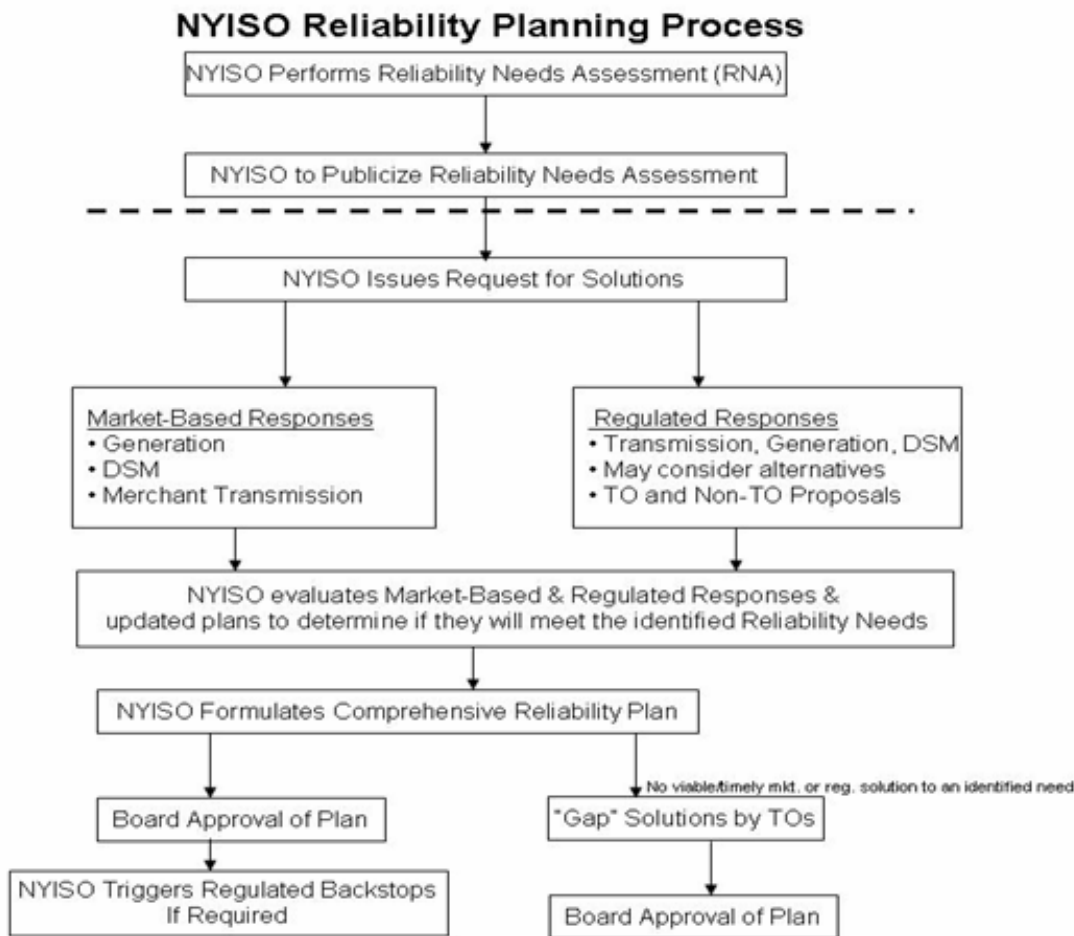 NYISO Reliability Planning Process
NYISO Performs Reliability Needs Assessment (RNA)
NYISO to Publicize Reliability Needs Assessment
NYISO Issues Request for Solutions
Market-Based Responses
• Generation
• DSM
• Merchant Transmission
Regulated Responses
• Transmission, Generation, DSM
• May consider alternatives
• TO and Non-TO Proposals
NYISO evaluates Market-Based & Regulated Responses &
updated plans to determine if they will meet the identified Reliability Needs
NYISO Formulates Comprehensive Reliability Plan
No viable/timely mkt. or reg. solution to an identified need
Board Approval of Plan
"Gap" Solutions by TOs
NYISO Triggers Regulated Backstops
If Required
Board Approval of Plan